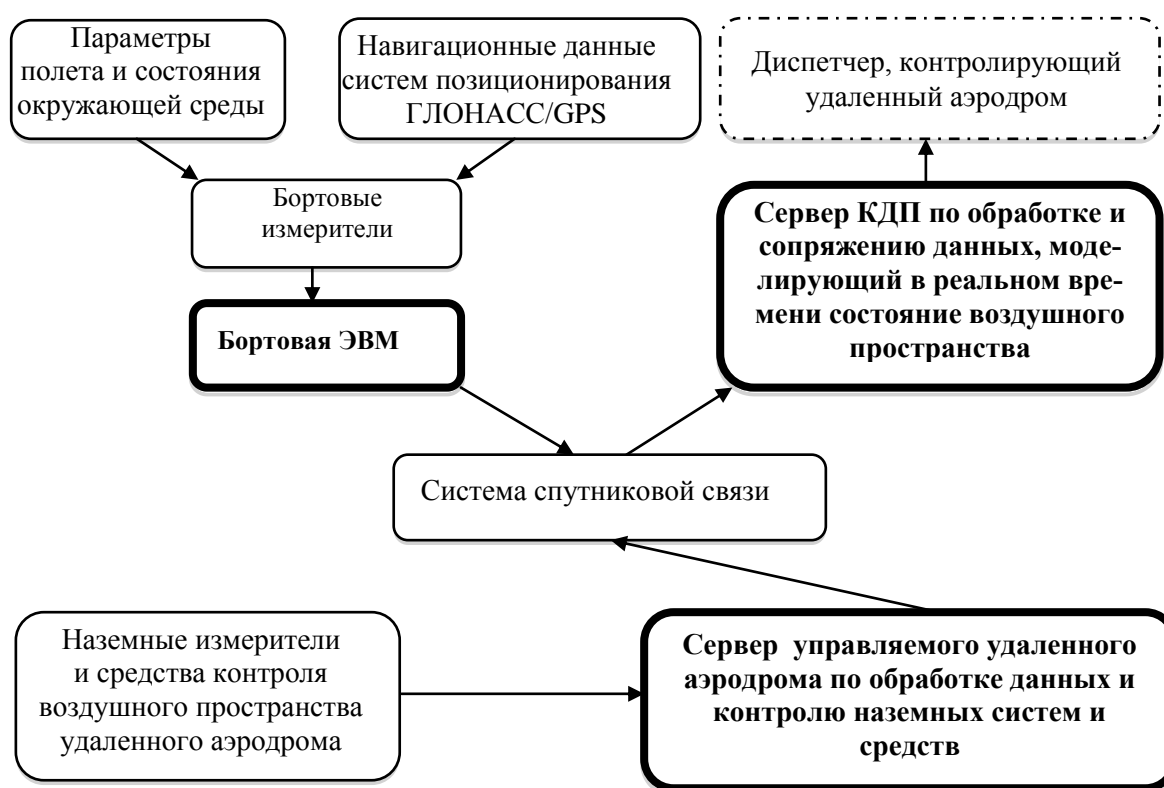 Параметры
полета и состояния
окружающей среды
Навигационные данные
систем позиционирования
ГЛОНАСС/GPS
Диспетчер, контролирующий
удаленный аэродром
Бортовые
измерители
Сервер КДП по обработке и
сопряжению данных, моде-
лирующий в реальном вре-
мени состояние воздушного
пространства
Бортовая ЭВМ
Система спутниковой связи
Наземные измерители
и средства контроля
воздушного пространства
удаленного аэродрома
Сервер управляемого удаленного
аэродрома по обработке данных и
контролю наземных систем и
средств